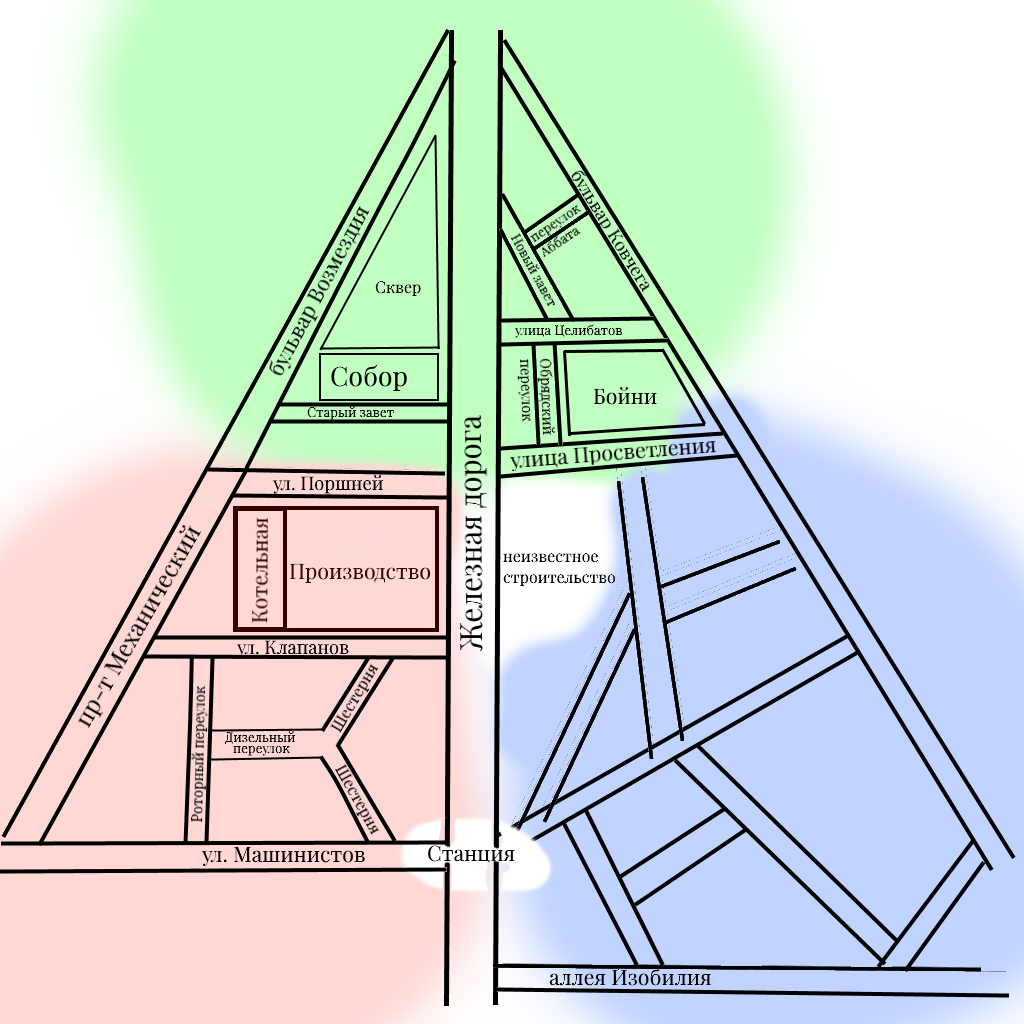 бульвар Возмездия
Сквер
Собор
Старый завет
бульвар Ковчега
переулок
Аббата
Новый завет
улица Целибатов
Обрядский
переулок
Бойни
улица Просветления
Железная дорога
ул. Поршней
Котельная
Производство
пр-т Механический
ул. Клапанов
неизвестное
строительство
Роторный переулок
Дизельный
переулок
Шестерня
Шестерня
ул. Машинистов
Станция
аллея Изобилия